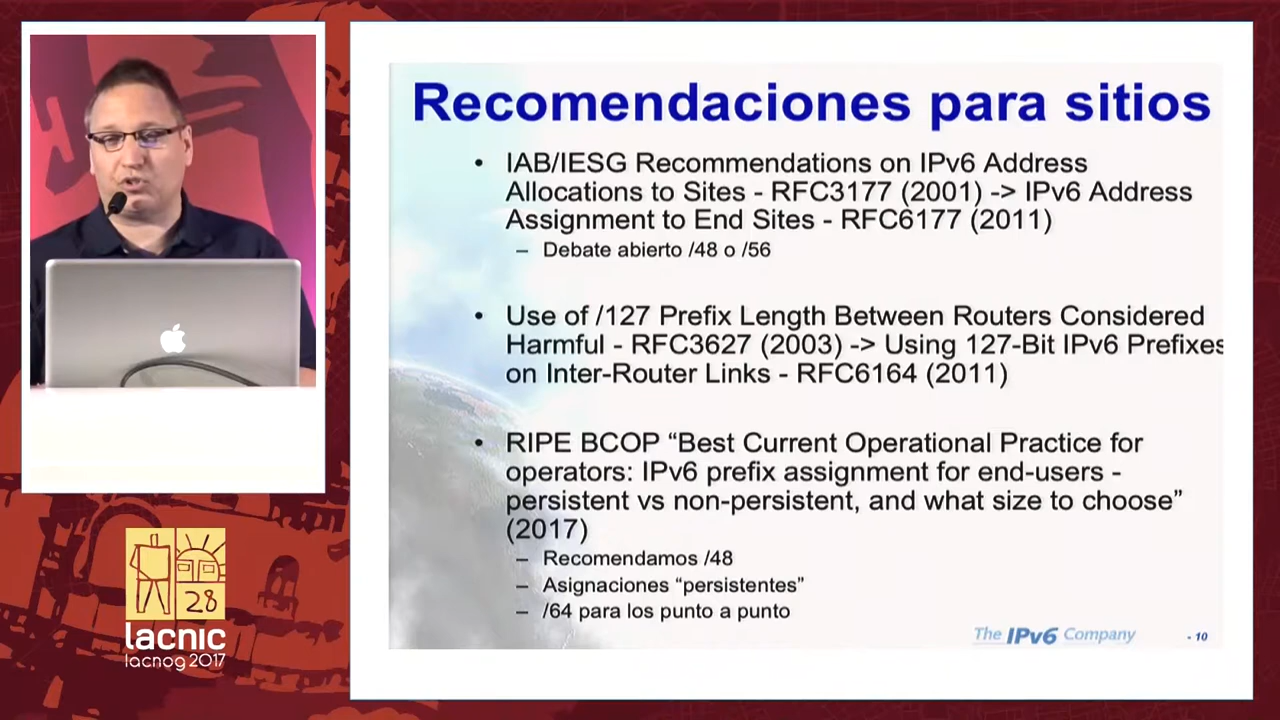 Recomendaciones para sitios
• IAB/IESG Recommendations on IPv6 Address
Allocations to Sites - RFC3177 (2001) -> IPv6 Address
Assignment to End Sites - RFC6177 (2011)
– Debate abierto /48 o /56
• Use of /127 Prefix Length Between Routers Considered
Harmful - RFC3627 (2003) -> Using 127-Bit IPv6 Prefixes
on Inter-Router Links - RFC6164 (2011)
• RIPE BCOP “Best Current Operational Practice for
operators: IPv6 prefix assignment for end-users -
persistent vs non-persistent, and what size to choose”
(2017)
– Recomendamos /48
– Asignaciones “persistentes”
– /64 para los punto a punto
The IPv6 Company
- 10
28
lacnic
lacnog 2017